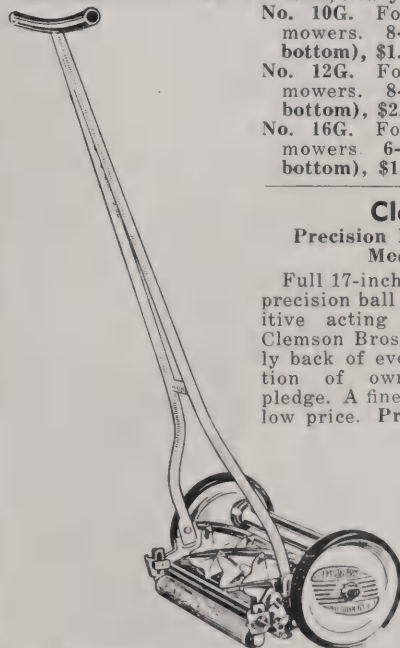 No. 10G. Fo
mowers. 8-
bottom), $1.
No. 12G. Fo
mowers. 8-
bottom), $2.
No. 16G. Fo
mowers 6-
bottom), $1
Cl
Precision
Mo
Full 17-inch
precision ball
itive acting
Clemson Bros
ly back of eve
tion of own
pledge. A fine
low price. Pr